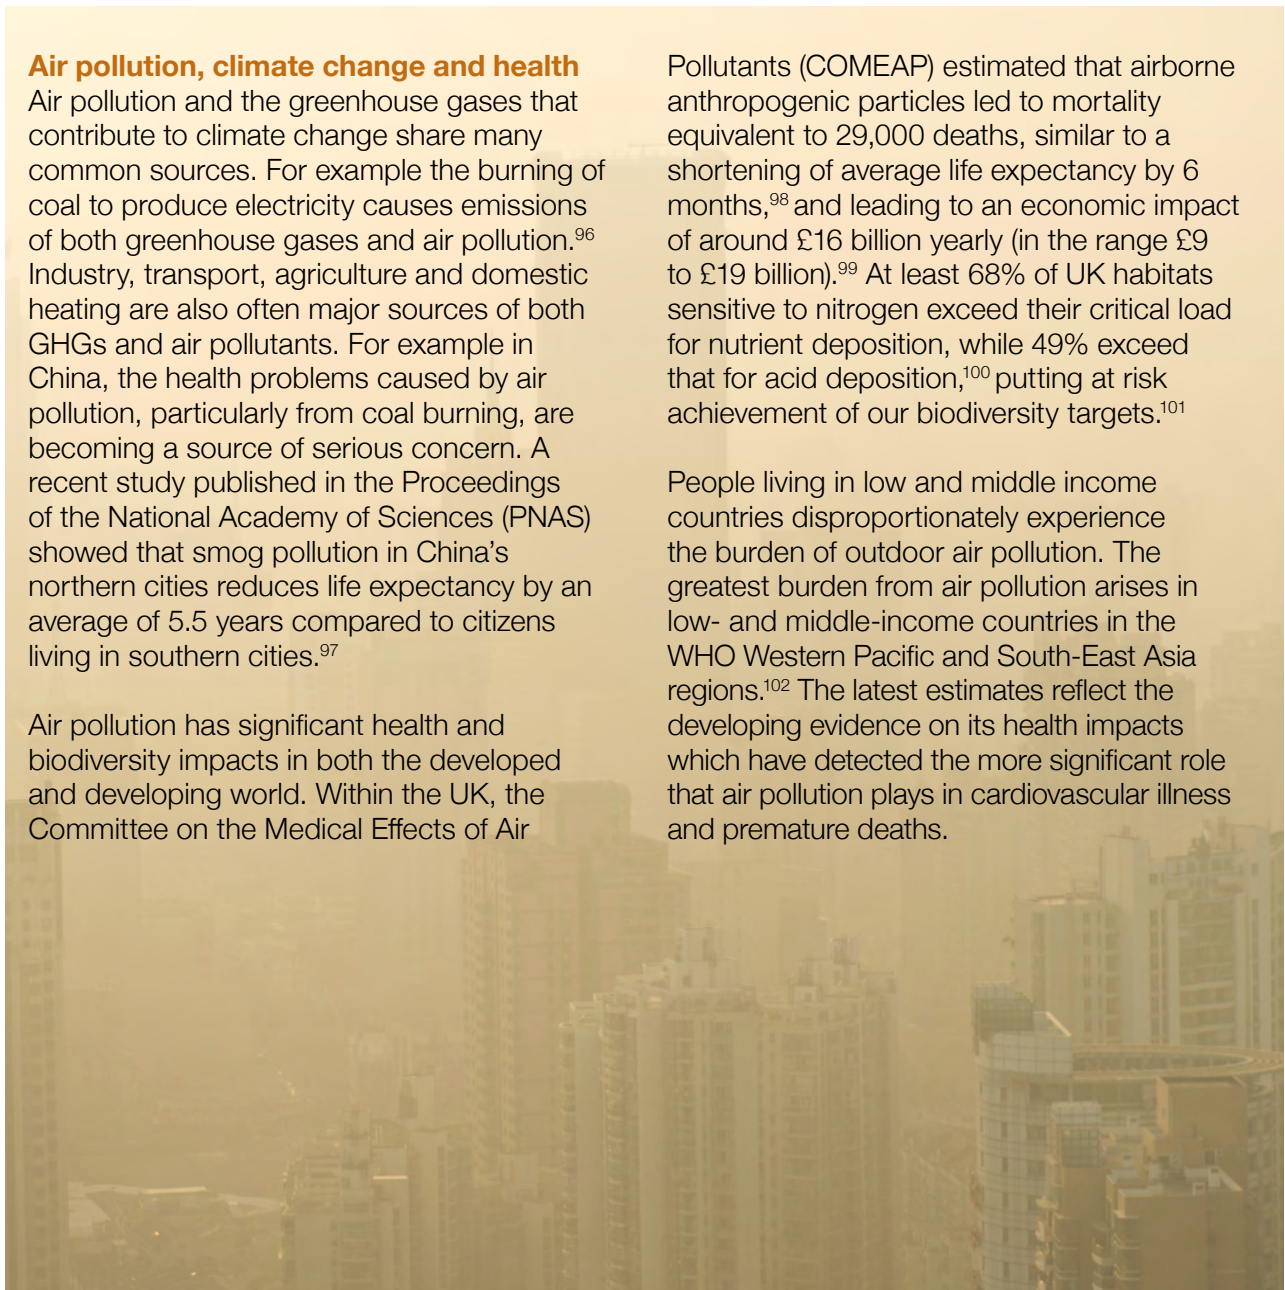 Air pollution, climate change and health
Air pollution and the greenhouse gases that
contribute to climate change share many
common sources. For example the burning of
coal to produce electricity causes emissions
of both greenhouse gases and air pollution.96
Industry, transport, agriculture and domestic
heating are also often major sources of both
GHGs and air pollutants. For example in
China, the health problems caused by air
pollution, particularly from coal burning, are
becoming a source of serious concern. A
recent study published in the Proceedings
of the National Academy of Sciences (PNAS)
showed that smog pollution in China's
northern cities reduces life expectancy by an
average of 5.5 years compared to citizens
living in southern cities.97
Air pollution has significant health and
biodiversity impacts in both the developed
and developing world. Within the UK, the
Committee on the Medical Effects of Air
Pollutants (COMEAP) estimated that airborne
anthropogenic particles led to mortality
equivalent to 29,000 deaths, similar to a
shortening of average life expectancy by 6
months,98 and leading to an economic impact
of around £16 billion yearly (in the range £9
to £19 billion).99 At least 68% of UK habitats
sensitive to nitrogen exceed their critical load
for nutrient deposition, while 49% exceed
that for acid deposition,100 putting at risk
achievement of our biodiversity targets.101
People living in low and middle income
countries disproportionately experience
the burden of outdoor air pollution. The
greatest burden from air pollution arises in
low- and middle-income countries in the
WHO Western Pacific and South-East Asia
regions.102 The latest estimates reflect the
developing evidence on its health impacts
which have detected the more significant role
that air pollution plays in cardiovascular illness
and premature deaths.